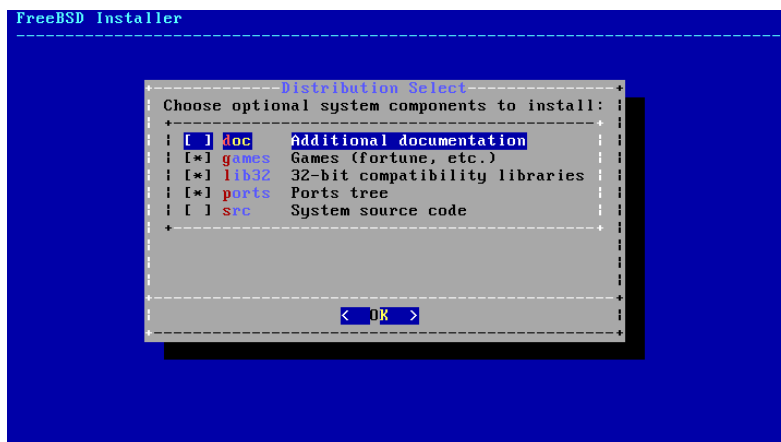 FreeBSD Installer
Distribution Select
Choose optional system components to install:
[ ] doc Additional documentation
[*] games Games (fortune, etc.)
[*] lib32 32-bit compatibility libraries
[*] ports Ports tree
[ ] src System source code
< OK >